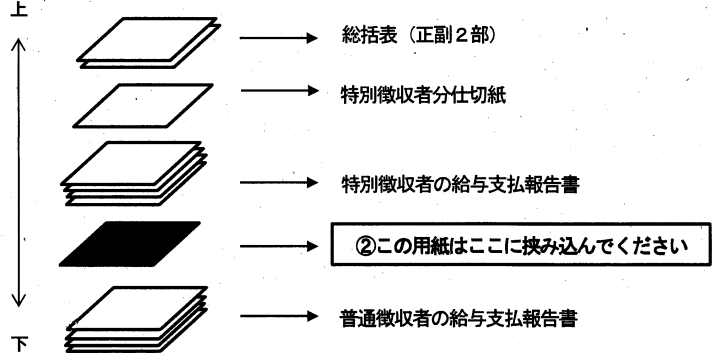 上
総括表（正副２部）
特別徴収者分仕切紙
特別徴収者の給与支払報告書
②この用紙はここに挟み込んでください
普通徴収者の給与支払報告書
下